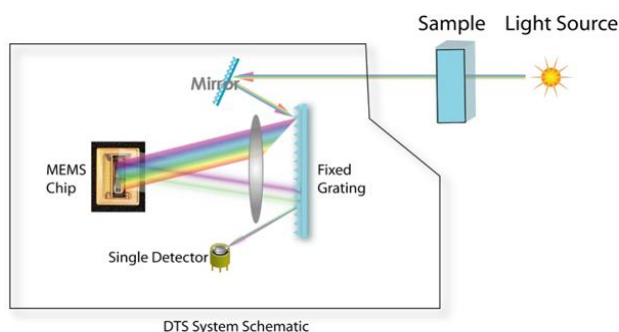 Sample
Light Source
Mirror
MEMS
Chip
Fixed
Grating
Single Detector
DTS System Schematic